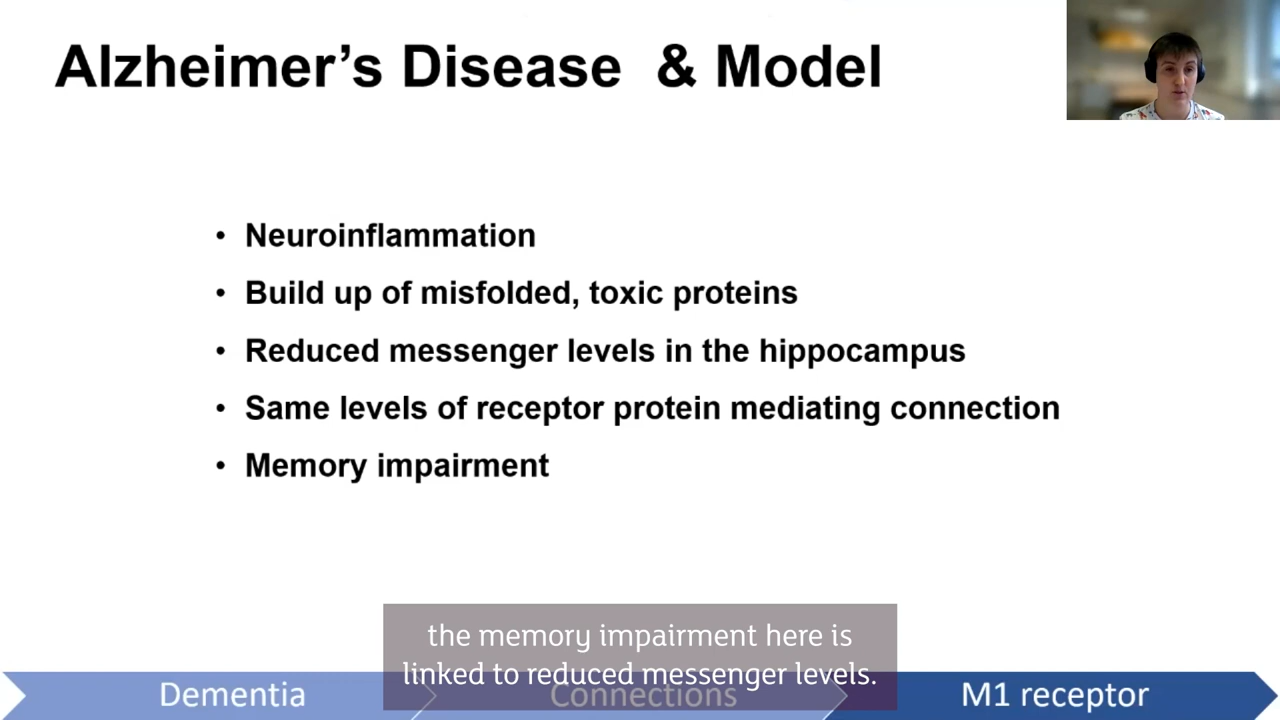 Alzheimer's Disease & Model
• Neuroinflammation
• Build up of misfolded, toxic proteins
• Reduced messenger levels in the hippocampus
• Same levels of receptor protein mediating connection
• Memory impairment
the memory impairment here is
linked to reduced messenger levels.
Dementia
Connections
M1 receptor